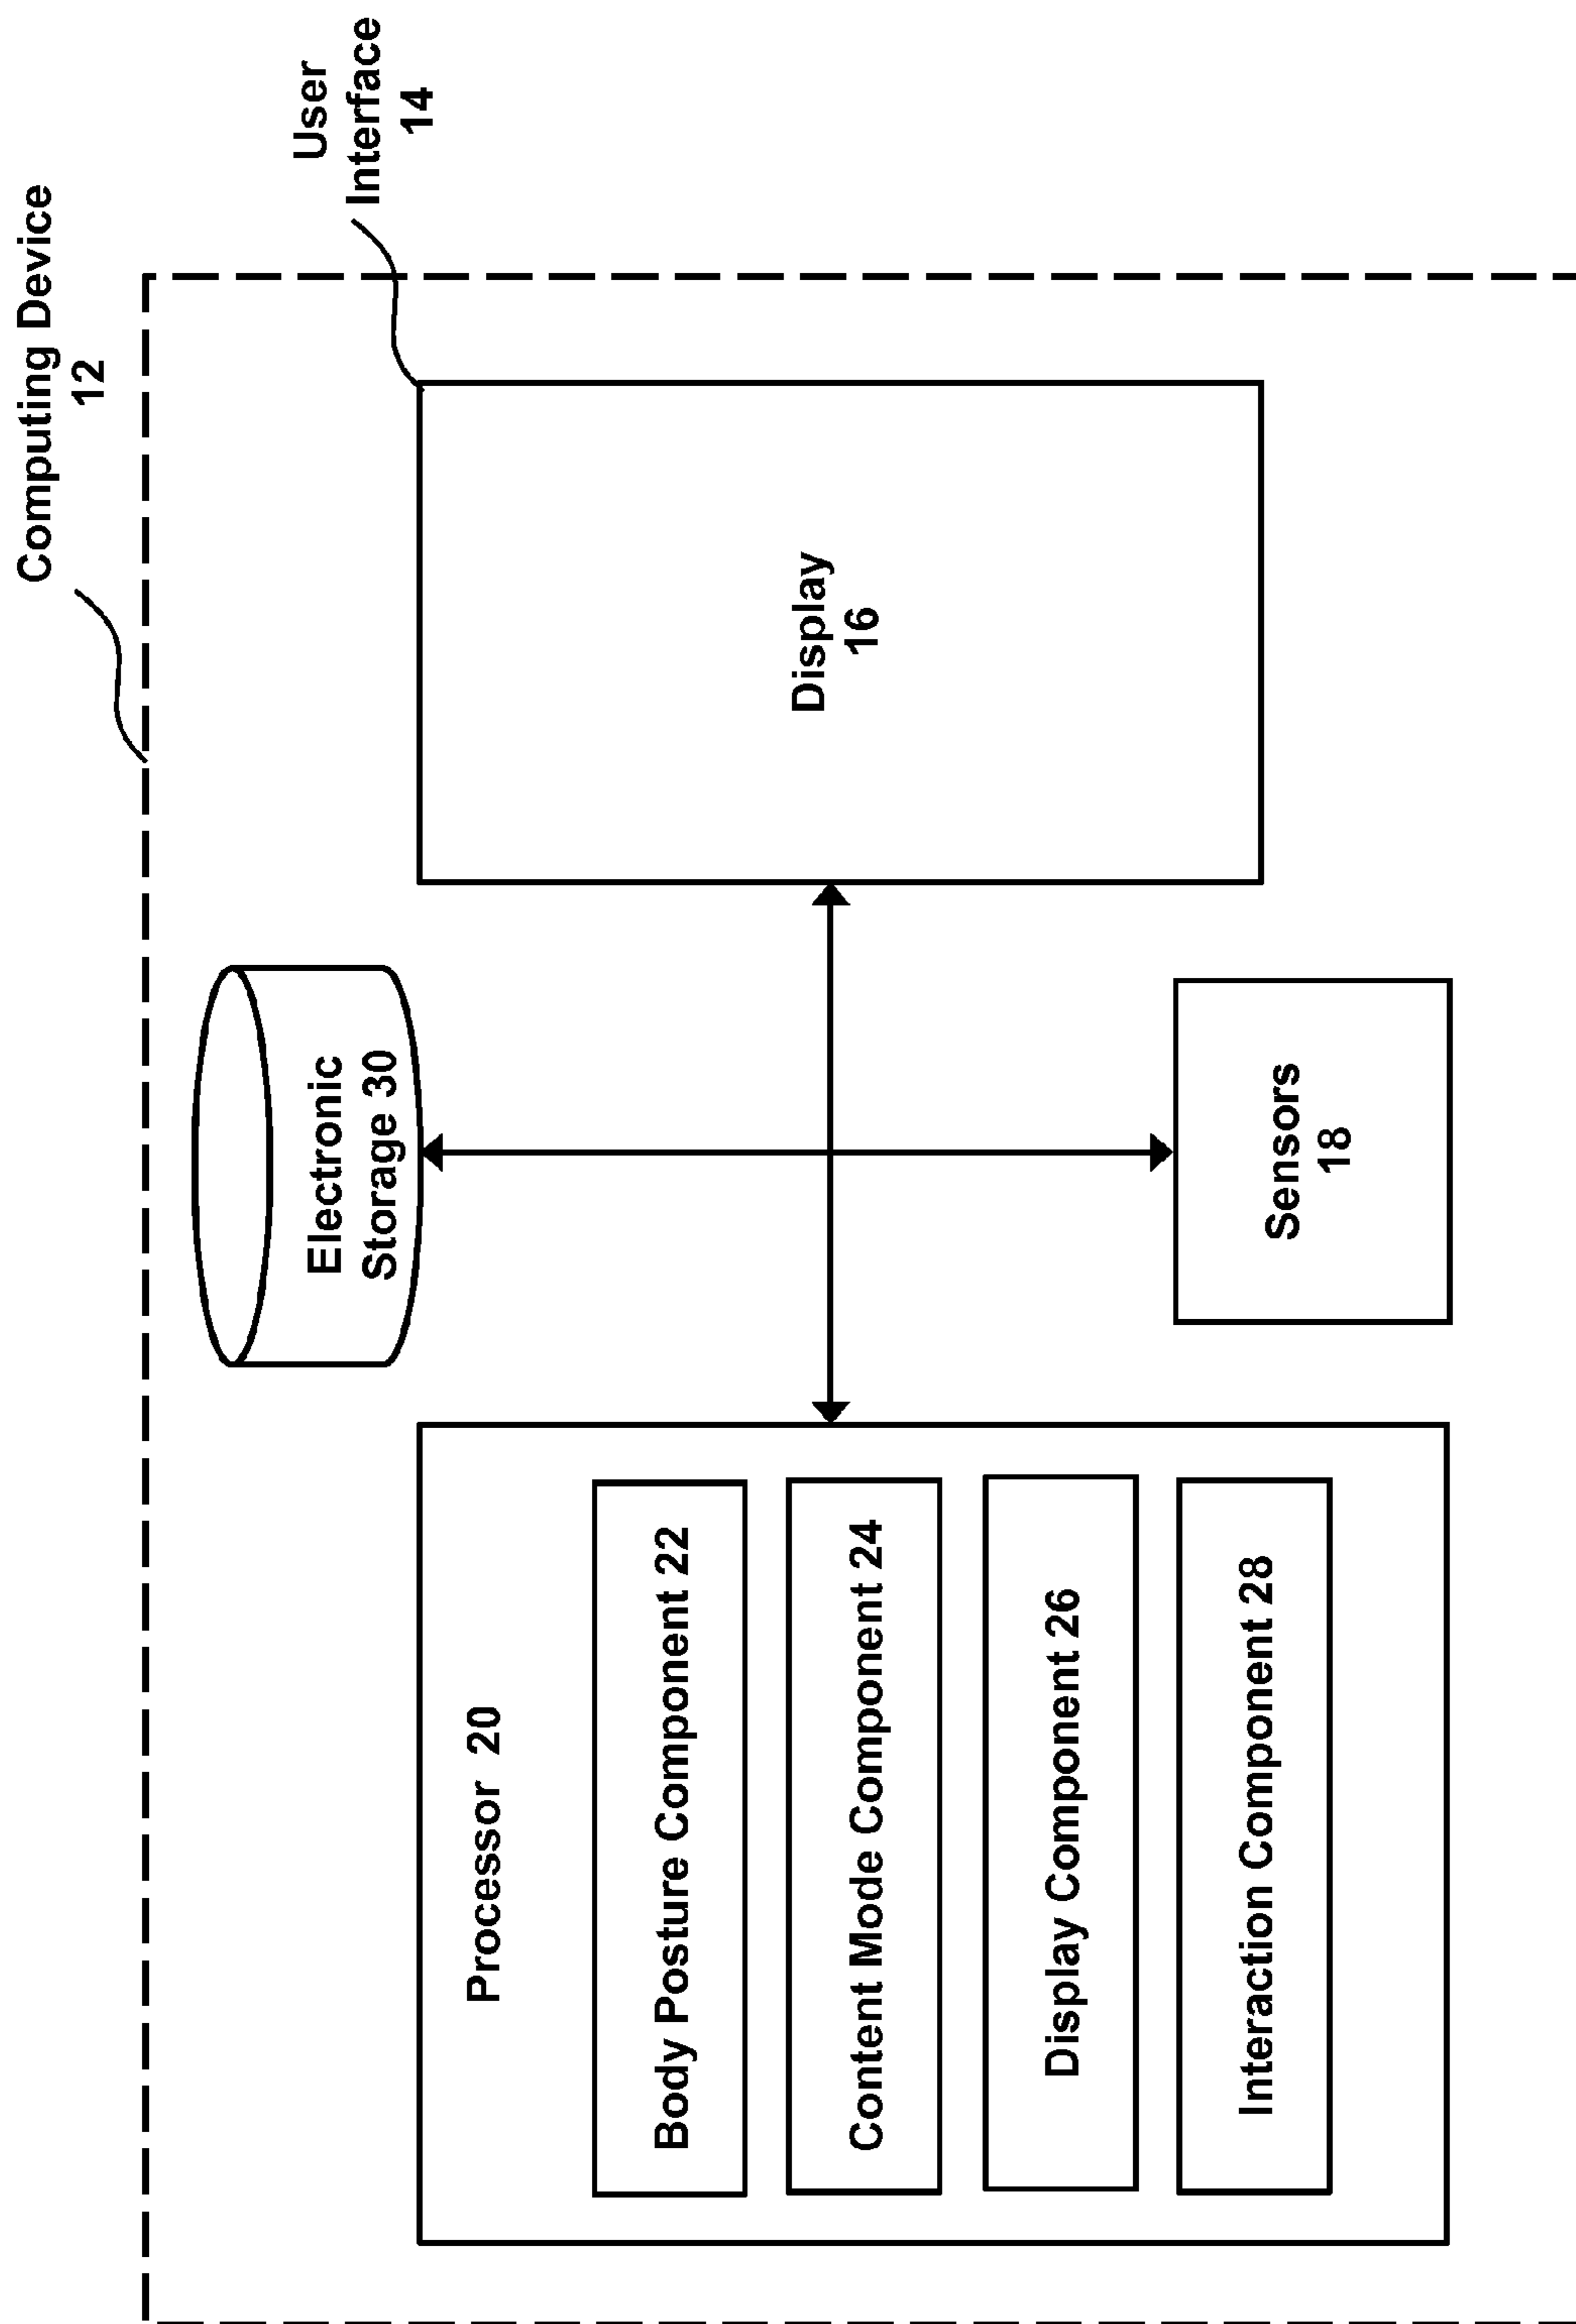 Computing Device
12
User
Interface
14
Electronic
Storage 30
Processor 20
Body Posture Component 22
Content Mode Component 24
Display Component 26
Interaction Component 28
Display
16
Sensors
18